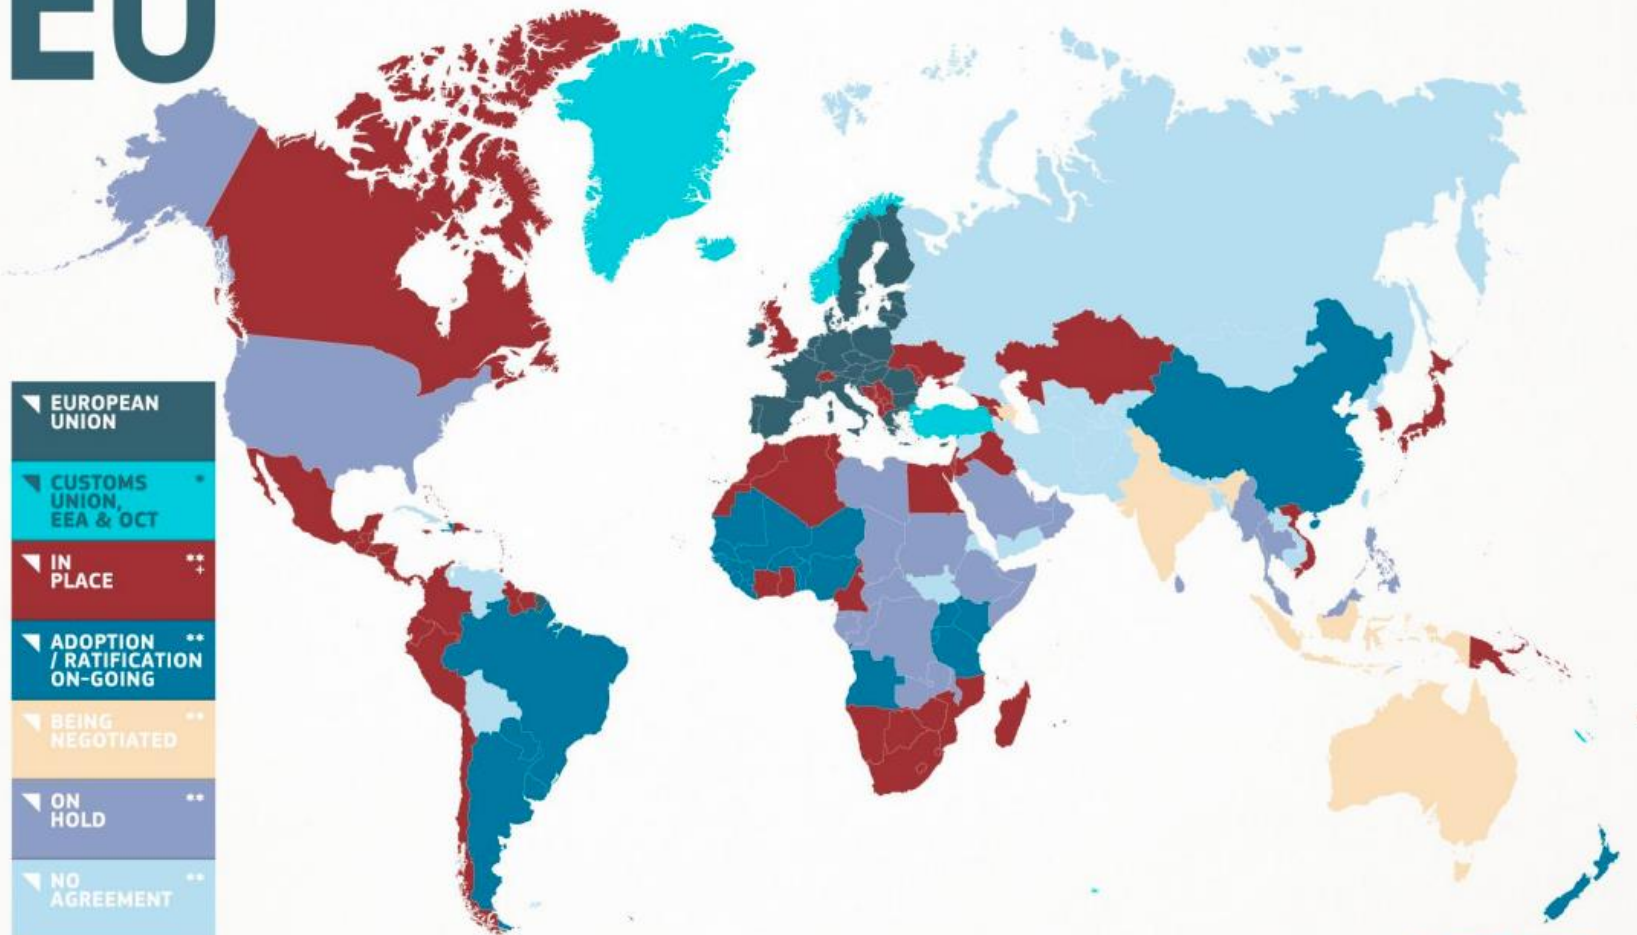 EU
EUROPEAN
UNION
CUSTOMS *
UNION,
EEA & OCT
IN **
PLACE +
ADOPTION **
/ RATIFICATION
ON-GOING
BEING **
NEGOTIATED
ON **
HOLD
NO **
AGREEMENT